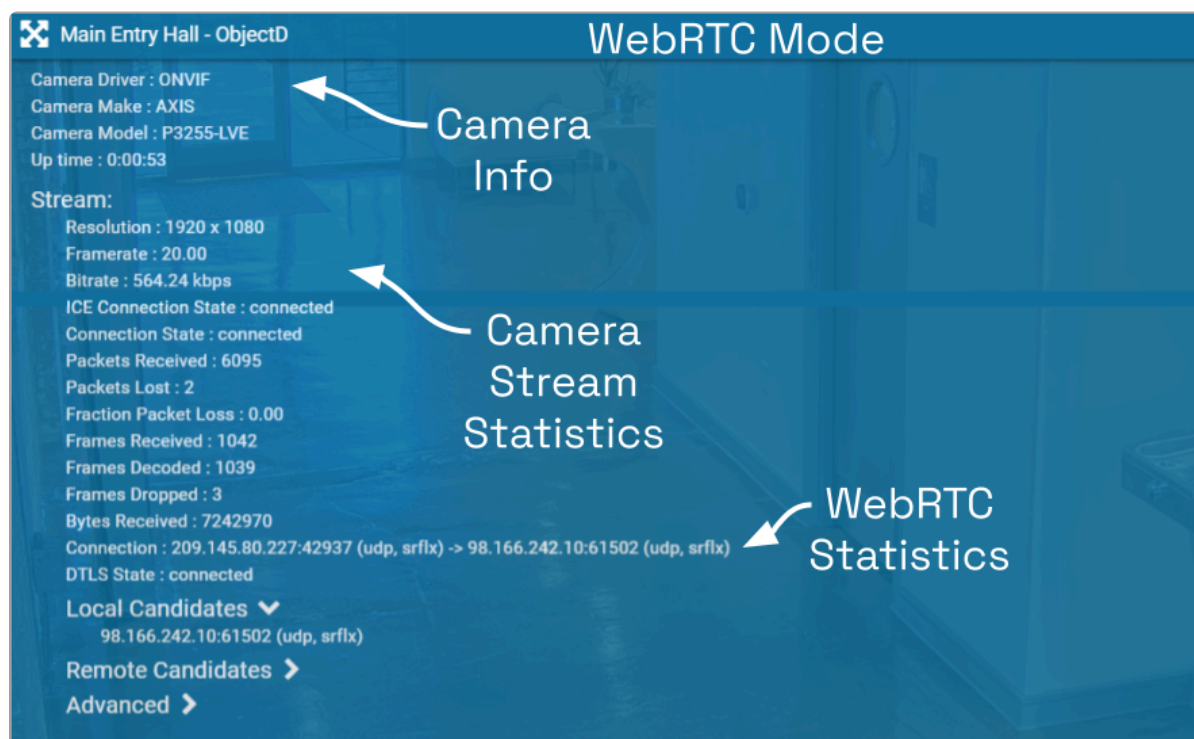 Main Entry Hall - ObjectD
WebRTC Mode
Camera Driver : ONVIF
Camera Make : AXIS
Camera Model : P3255-LVE
Up time : 0:00:53
Camera
Info
Stream:
Resolution : 1920 x 1080
Framerate : 20.00
Bitrate : 564.24 kbps
ICE Connection State : connected
Connection State : connected
Packets Received : 6095
Packets Lost : 2
Fraction Packet Loss : 0.00
Frames Received : 1042
Frames Decoded : 1039
Frames Dropped : 3
Bytes Received : 7242970
Connection : 209.145.80.227:42937 (udp, srflx) -> 98.166.242.10:61502 (udp, srflx)
DTLS State : connected
Camera
Stream
Statistics
WebRTC
Statistics
Local Candidates
98.166.242.10:61502 (udp, srflx)
Remote Candidates
Advanced